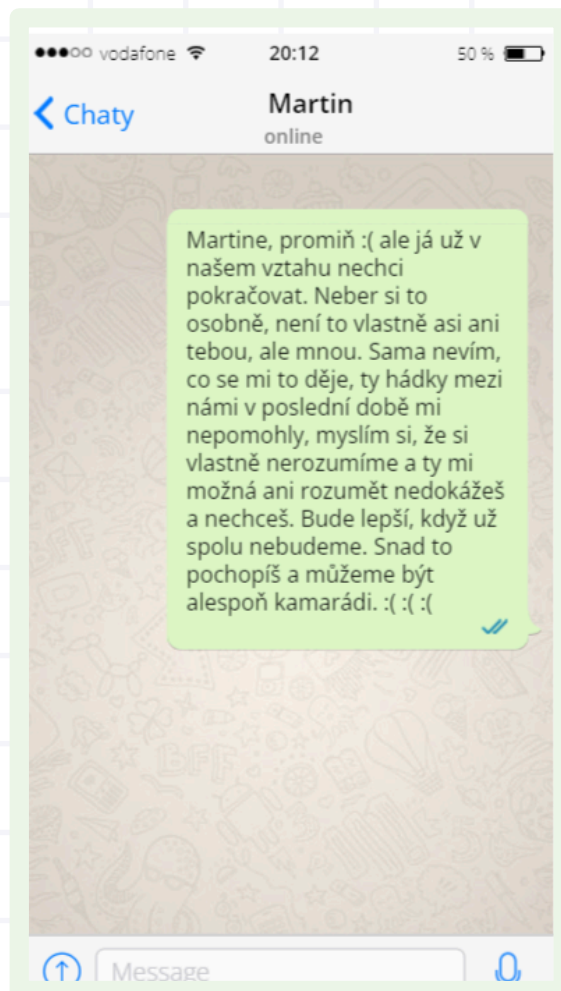 vodafone 20:12 50 %
Chaty Martin
online
Martine, promiň :( ale já už v
našem vztahu nechci
pokračovat. Neber si to
osobně, není to vlastně asi ani
tebou, ale mnou. Sama nevím,
co se mi to děje, ty hádky mezi
námi v poslední době mi
nepomohly, myslím si, že si
vlastně nerozumíme a ty mi
možná ani rozumět nedokážeš
a nechceš. Bude lepší, když už
spolu nebudeme. Snad to
pochopíš a můžeme být
alespoň kamarádi. :( :( :(
BFF
Message